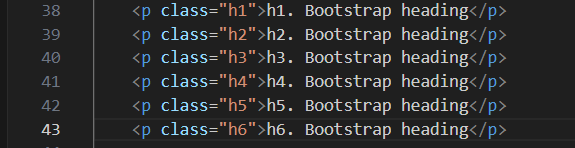 38 <p class="h1">h1. Bootstrap heading</p>
39 <p class="h2">h2. Bootstrap heading</p>
40 <p class="h3">h3. Bootstrap heading</p>
41 <p class="h4">h4. Bootstrap heading</p>
42 <p class="h5">h5. Bootstrap heading</p>
43 <p class="h6">h6. Bootstrap heading</p>